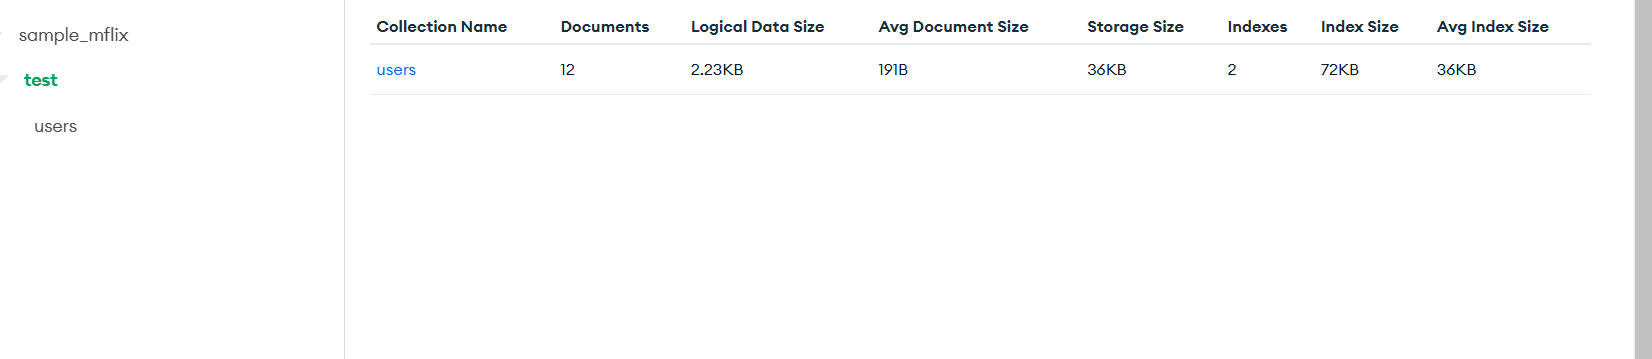 sample_mflix
test
users
Collection Name Documents Logical Data Size Avg Document Size Storage Size Indexes Index Size Avg Index Size
users 12 2.23KB 191B 36KB 2 72KB 36KB